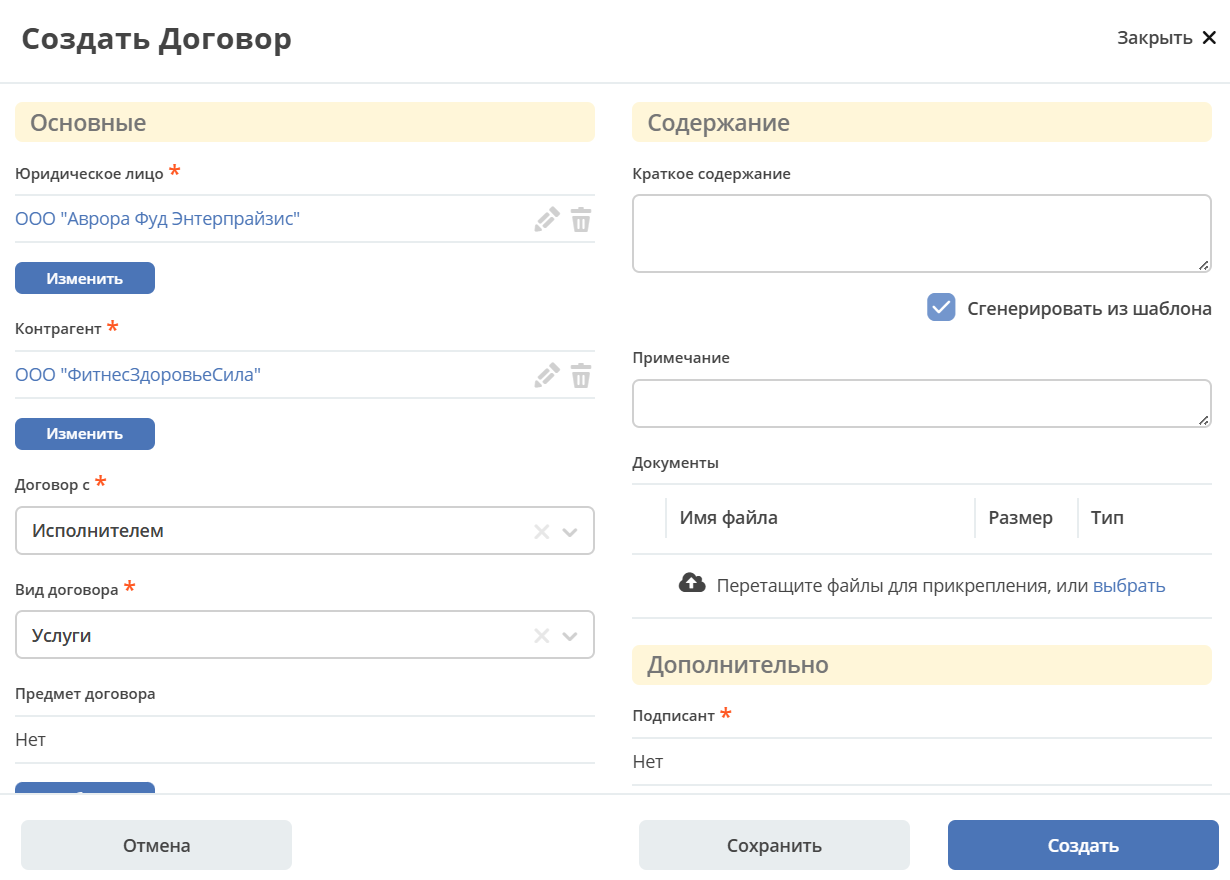 Создать Договор
Закрыть
Основные
Юридическое лицо *
ООО "Аврора Фуд Энтерпрайзис"
Изменить
Контрагент *
ООО "ФитнесЗдоровьеСила"
Изменить
Договор с *
Исполнителем
Вид договора *
Услуги
Предмет договора
Нет
Содержание
Краткое содержание
Сгенерировать из шаблона
Примечание
Документы
Имя файла Размер Тип
Перетащите файлы для прикрепления, или выбрать
Дополнительно
Подписант *
Нет
Отмена
Сохранить
Создать